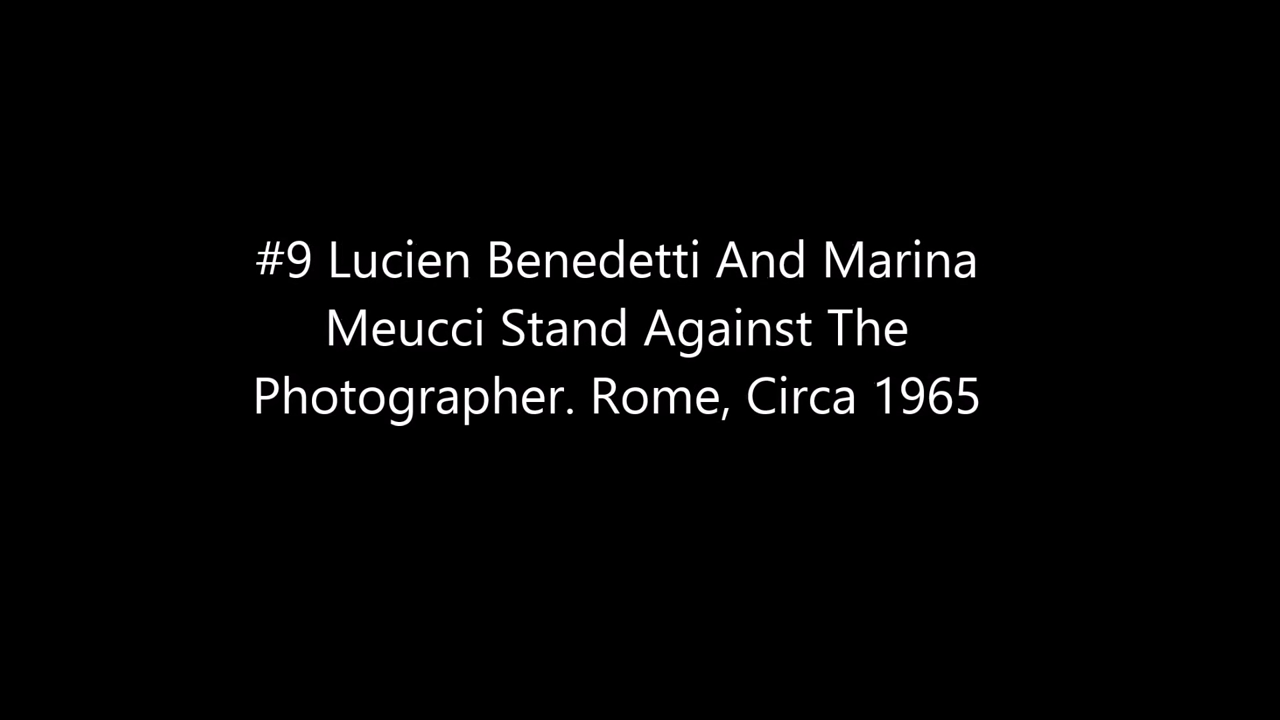 #9 Lucien Benedetti And Marina
Meucci Stand Against The
Photographer. Rome, Circa 1965